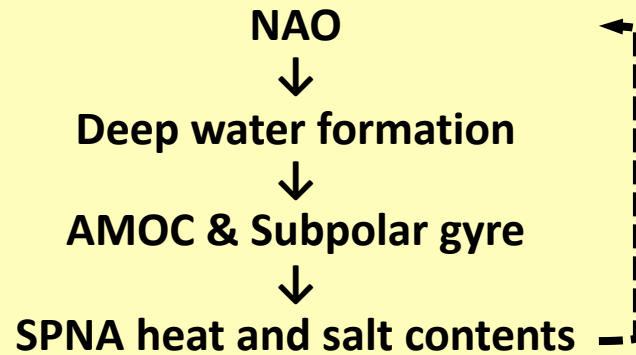 NAO
↓
Deep water formation
↓
AMOC & Subpolar gyre
↓
SPNA heat and salt contents